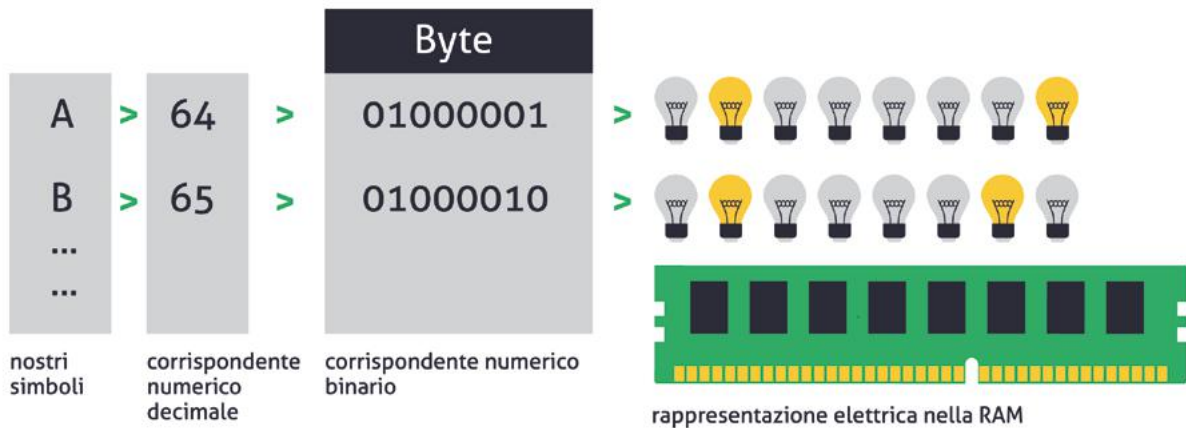 Byte
A > 64 > 01000001 >
B > 65 > 01000010 >
...
...
nostri simboli
corrispondente numerico decimale
corrispondente numerico binario
rappresentazione elettrica nella RAM